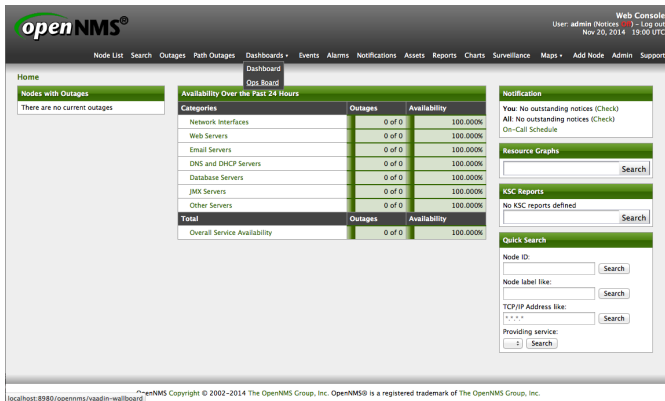 openNMS®
Web Console
User: admin (Notices Off) - Log out
Nov 20, 2014 19:00 UTC
Node List Search Outages Path Outages Dashboards Events Alarms Notifications Assets Reports Charts Surveillance Maps Add Node Admin Support
Dashboard
Ops Board
Home
Nodes with Outages
There are no current outages
Availability Over the Past 24 Hours
Categories Outages Availability
Network Interfaces 0 of 0 100.000%
Web Servers 0 of 0 100.000%
Email Servers 0 of 0 100.000%
DNS and DHCP Servers 0 of 0 100.000%
Database Servers 0 of 0 100.000%
JMX Servers 0 of 0 100.000%
Other Servers 0 of 0 100.000%
Total Outages Availability
Overall Service Availability 0 of 0 100.000%
Notification
You: No outstanding notices (Check)
All: No outstanding notices (Check)
On-Call Schedule
Resource Graphs
Search
KSC Reports
No KSC reports defined
Search
Quick Search
Node ID:
Search
Node label like:
Search
TCP/IP Address like:
*.*.*.* Search
Providing service:
Search
OpenNMS Copyright © 2002-2014 The OpenNMS Group, Inc. OpenNMS® is a registered trademark of The OpenNMS Group, Inc.
localhost:8980/opennms/vaadin-wallboard